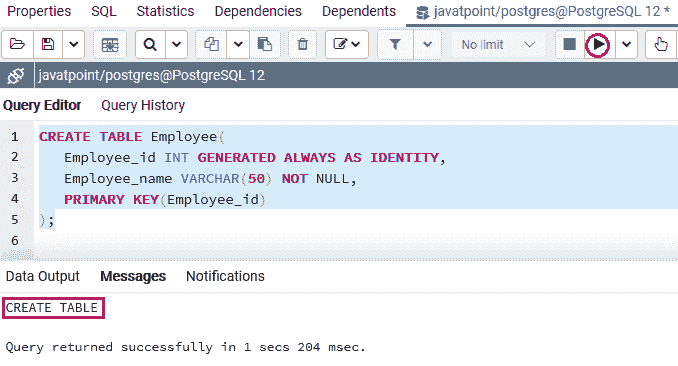 Properties SQL Statistics Dependencies Dependents javatpoint/postgres@PostgreSQL 12 *
No limit
javatpoint/postgres@PostgreSQL 12
Query Editor Query History
1 CREATE TABLE Employee(
2 Employee_id INT GENERATED ALWAYS AS IDENTITY,
3 Employee_name VARCHAR(50) NOT NULL,
4 PRIMARY KEY(Employee_id)
5 );
6
Data Output Messages Notifications
CREATE TABLE
Query returned successfully in 1 secs 204 msec.